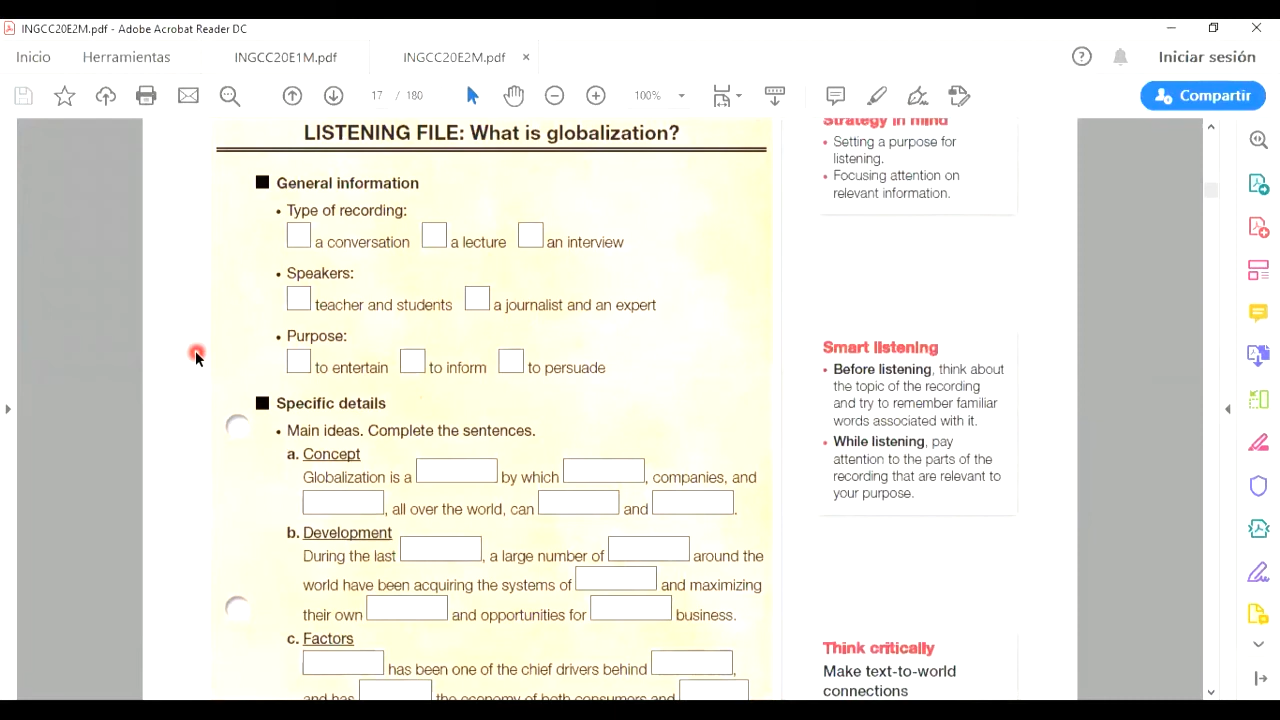 INGCC20E2M.pdf - Adobe Acrobat Reader DC
Inicio Herramientas INGCC20E1M.pdf INGCC20E2M.pdf × Iniciar sesión
17 / 180 100% Compartir
LISTENING FILE: What is globalization?
General information
• Type of recording:
a conversation a lecture an interview
• Speakers:
teacher and students a journalist and an expert
• Purpose:
to entertain to inform to persuade
Specific details
• Main ideas. Complete the sentences.
a. Concept
Globalization is a by which , companies, and
, all over the world, can and .
b. Development
During the last , a large number of around the
world have been acquiring the systems of and maximizing
their own and opportunities for business.
c. Factors
has been one of the chief drivers behind ,
and has the economy of both consumers and
Strategy in mind
• Setting a purpose for
listening.
• Focusing attention on
relevant information.
Smart listening
• Before listening, think about
the topic of the recording
and try to remember familiar
words associated with it.
• While listening, pay
attention to the parts of the
recording that are relevant to
your purpose.
Think critically
Make text-to-world
connections